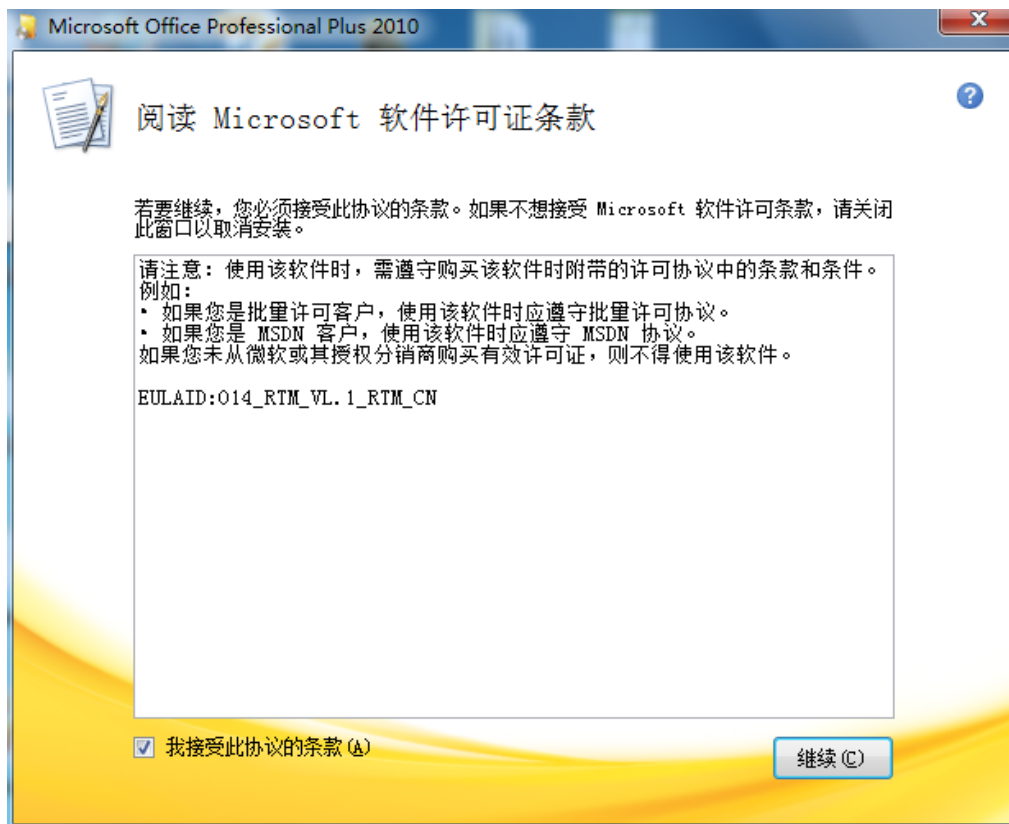 Microsoft Office Professional Plus 2010
阅读 Microsoft 软件许可证条款
若要继续，您必须接受此协议的条款。如果不想接受 Microsoft 软件许可条款，请关闭
此窗口以取消安装。
请注意：使用该软件时，需遵守购买该软件时附带的许可协议中的条款和条件。
例如：
• 如果您是批量许可客户，使用该软件时应遵守批量许可协议。
• 如果您是 MSDN 客户，使用该软件时应遵守 MSDN 协议。
如果您未从微软或其授权分销商购买有效许可证，则不得使用该软件。
EULAID:O14_RTM_VL.1_RTM_CN
我接受此协议的条款(A)
继续(C)